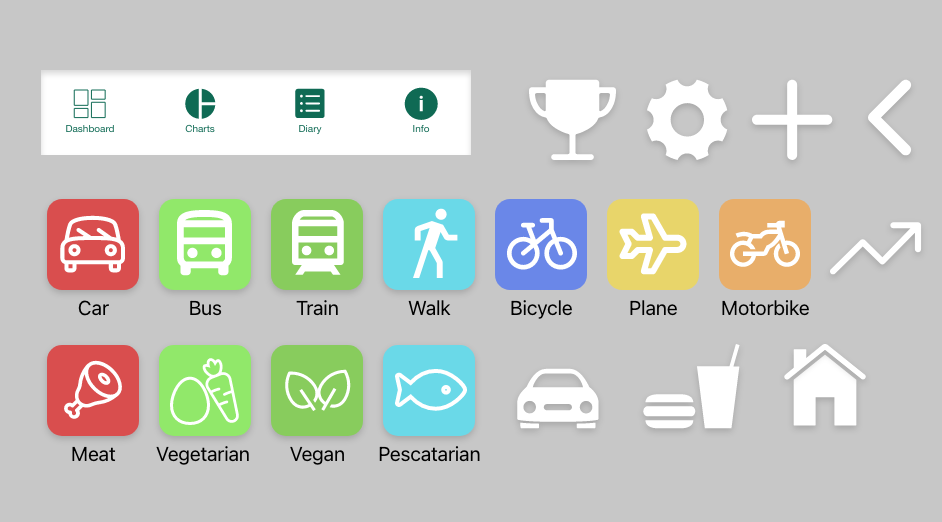 Dashboard Charts Diary Info
Car Bus Train Walk Bicycle Plane Motorbike
Meat Vegetarian Vegan Pescatarian